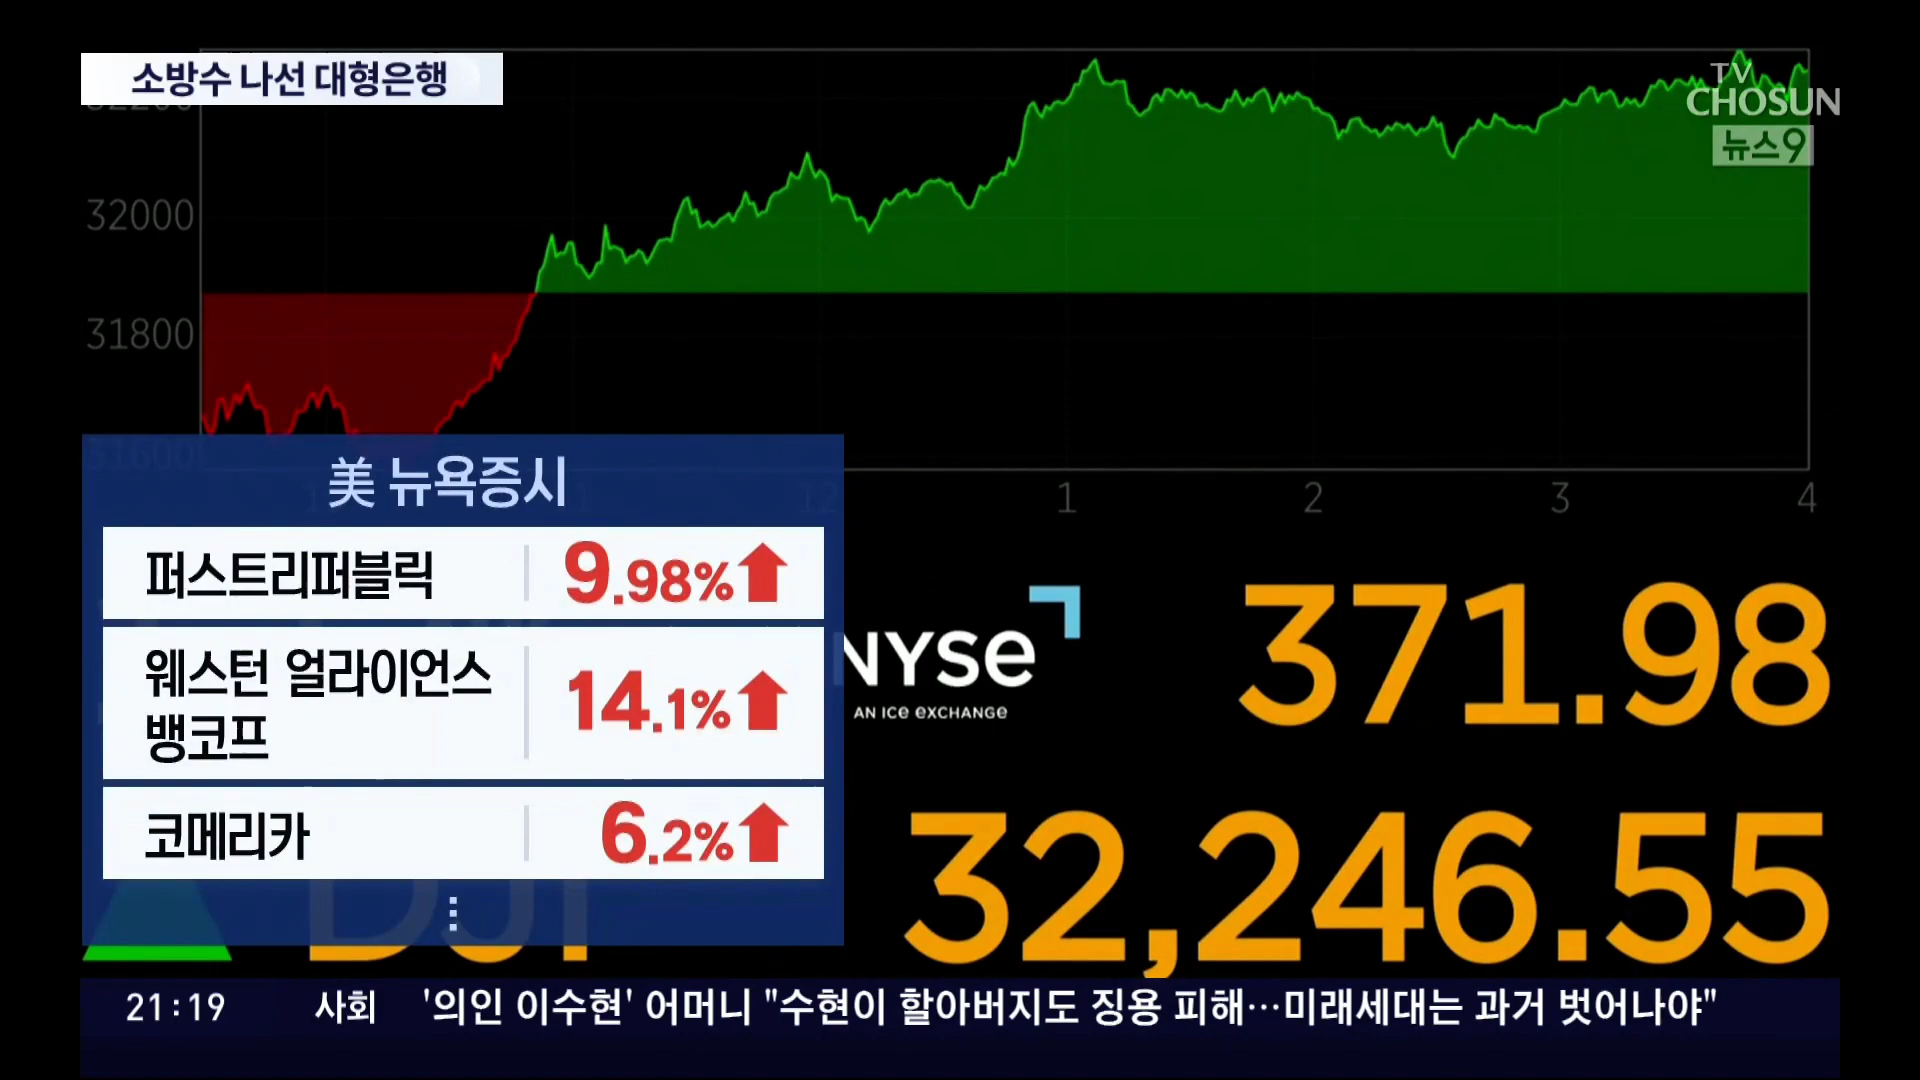 소방수 나선 대형은행
TV
CHOSUN
뉴스9
32200
32000
31800
31600
12
1
2
3
4
美 뉴욕증시
퍼스트리퍼블릭
9.98%
웨스턴 얼라이언스
뱅코프
14.1%
코메리카
6.2%
NYSE
AN ICE EXCHANGE
371.98
DJI
32,246.55
21:19
사회
'의인 이수현' 어머니 "수현이 할아버지도 징용 피해…미래세대는 과거 벗어나야"